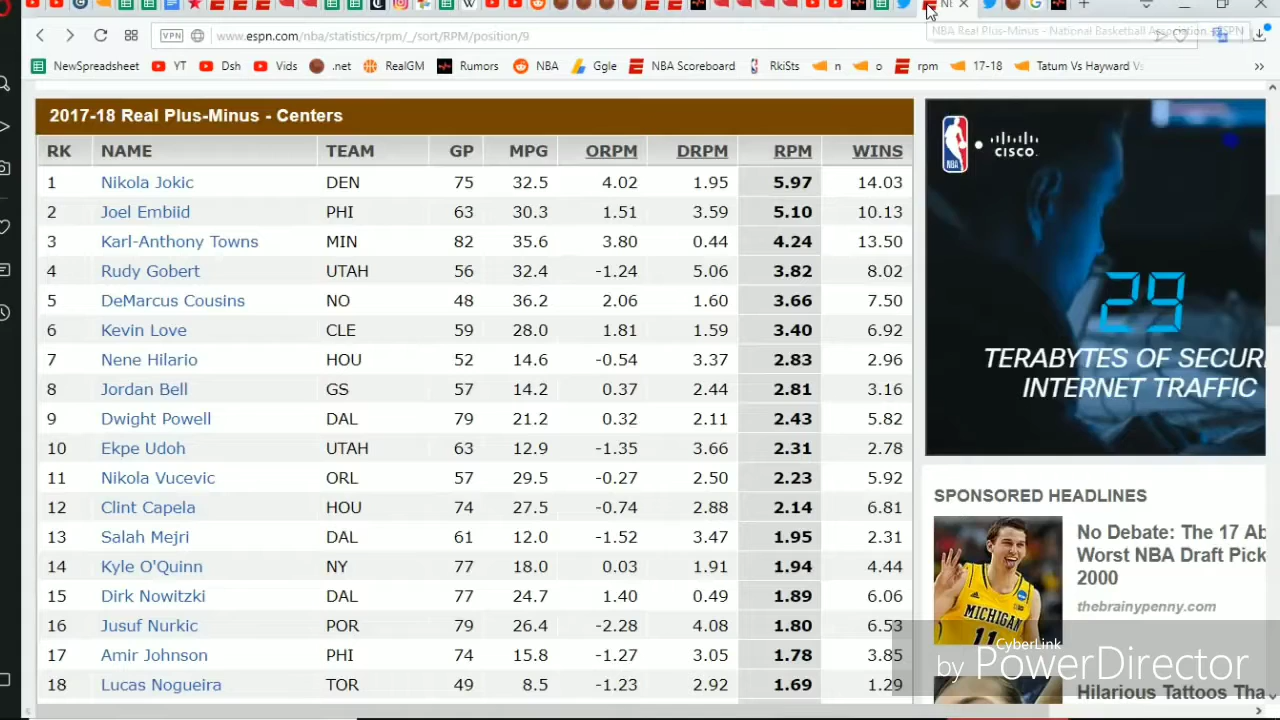 VPN www.espn.com/nba/statistics/rpm/_/sort/RPM/position/9
NBA Real Plus-Minus - National Basketball Association - ESPN
NewSpreadsheet YT Dsh Vids .net RealGM Rumors NBA Ggle NBA Scoreboard RkiSts n o rpm 17-18 Tatum Vs Hayward
2017-18 Real Plus-Minus - Centers
RK NAME TEAM GP MPG ORPM DRPM RPM WINS
1 Nikola Jokic DEN 75 32.5 4.02 1.95 5.97 14.03
2 Joel Embiid PHI 63 30.3 1.51 3.59 5.10 10.13
3 Karl-Anthony Towns MIN 82 35.6 3.80 0.44 4.24 13.50
4 Rudy Gobert UTAH 56 32.4 -1.24 5.06 3.82 8.02
5 DeMarcus Cousins NO 48 36.2 2.06 1.60 3.66 7.50
6 Kevin Love CLE 59 28.0 1.81 1.59 3.40 6.92
7 Nene Hilario HOU 52 14.6 -0.54 3.37 2.83 2.96
8 Jordan Bell GS 57 14.2 0.37 2.44 2.81 3.16
9 Dwight Powell DAL 79 21.2 0.32 2.11 2.43 5.82
10 Ekpe Udoh UTAH 63 12.9 -1.35 3.66 2.31 2.78
11 Nikola Vucevic ORL 57 29.5 -0.27 2.50 2.23 5.92
12 Clint Capela HOU 74 27.5 -0.74 2.88 2.14 6.81
13 Salah Mejri DAL 61 12.0 -1.52 3.47 1.95 2.31
14 Kyle O'Quinn NY 77 18.0 0.03 1.91 1.94 4.44
15 Dirk Nowitzki DAL 77 24.7 1.40 0.49 1.89 6.06
16 Jusuf Nurkic POR 79 26.4 -2.28 4.08 1.80 6.53
17 Amir Johnson PHI 74 15.8 -1.27 3.05 1.78 3.85
18 Lucas Nogueira TOR 49 8.5 -1.23 2.92 1.69 1.29
NBA
CISCO.
29
TERABYTES OF SECUR
INTERNET TRAFFIC
SPONSORED HEADLINES
No Debate: The 17 Ab
Worst NBA Draft Pick
2000
thebrainypenny.com
MICHIGAN
11
Hilarious Tattoos Tha
CyberLink
by PowerDirector